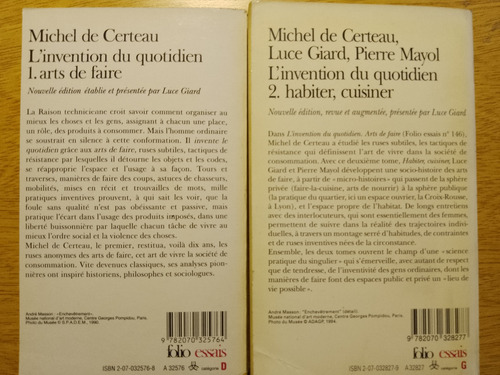 Michel de Certeau
L'invention du quotidien
1. arts de faire
Nouvelle édition établie et présentée par Luce Giard
La Raison technicienne croit savoir comment organiser au
mieux les choses et les gens, assignant à chacun une place,
un rôle, des produits à consommer. Mais l'homme ordinaire
se soustrait en silence à cette conformation. Il invente le
quotidien grâce aux arts de faire, ruses subtiles, tactiques de
résistance par lesquelles il détourne les objets et les codes,
se réapproprie l'espace et l'usage à sa façon. Tours et
traverses, manières de faire des coups, astuces de chasseurs,
mobilités, mises en récit et trouvailles de mots, mille
pratiques inventives prouvent, à qui sait les voir, que la
foule sans qualité n'est pas obéissante et passive, mais
pratique l'écart dans l'usage des produits imposés, dans une
liberté buissonnière par laquelle chacun tâche de vivre au
mieux l'ordre social et la violence des choses.
Michel de Certeau, le premier, restitua, voilà dix ans, les
ruses anonymes des arts de faire, cet art de vivre la société de
consommation. Vite devenues classiques, ses analyses pion-
nières ont inspiré historiens, philosophes et sociologues.
André Masson: «Enchevêtrement».
Musée national d'art moderne, Centre Georges Pompidou, Paris.
Photo du Musée © S.P.A.D.E.M., 1990.
9 782070 325764
folio essais
ISBN 2-07-032576-8
A 32576
catégorie D
Michel de Certeau,
Luce Giard, Pierre Mayol
L'invention du quotidien
2. habiter, cuisiner
Nouvelle édition, revue et augmentée, présentée par Luce Giard
Dans L'invention du quotidien. Arts de faire (Folio essais n° 146),
Michel de Certeau a étudié les ruses subtiles, les tactiques de
résistance qui définissent l'art de vivre dans la société de
consommation. Avec ce deuxième tome, Habiter, cuisiner, Luce
Giard et Pierre Mayol développent une socio-histoire des arts
de faire, à partir de « micro-histoires » qui passent de la sphère
privée (faire-la-cuisine, arts de nourrir) à la sphère publique
(la pratique du quartier, ici un espace ouvrier, la Croix-Rousse,
à Lyon), et l'espace propre de l'habitat. De longs entretiens
avec des interlocuteurs, qui sont essentiellement des femmes,
permettent de suivre dans la réalité des trajectoires indivi-
duelles, à travers un montage serré d'habitudes, de contraintes
et de ruses inventives nées de la circonstance.
Ensemble, les deux tomes ouvrent le champ d'une « science
pratique du singulier » qui s'émerveille, avec autant de respect
que de tendresse, de l'inventivité des gens ordinaires, dont les
manières de faire font des espaces public et privé un « lieu de
vie possible ».
André Masson: "Enchevêtrement" (détail).
Musée national d'art moderne, Centre Georges Pompidou, Paris.
Photo du Musée © ADAGP, 1994.
9 782070 328277
folio essais
ISBN 2-07-032827-9
A 32827
catégorie G